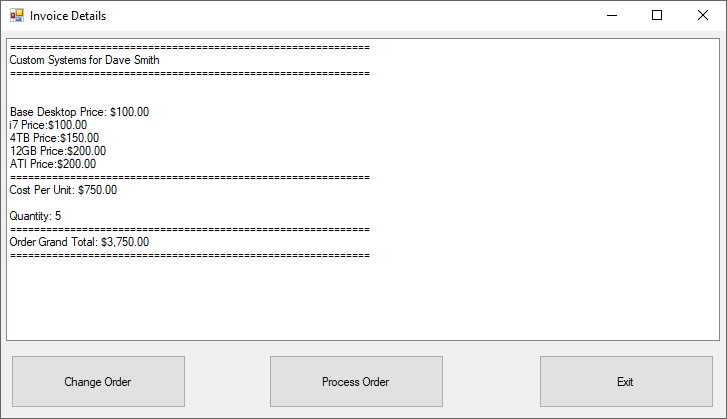 Invoice Details
============================================================
Custom Systems for Dave Smith
============================================================
Base Desktop Price: $100.00
i7 Price:$100.00
4TB Price:$150.00
12GB Price:$200.00
ATI Price:$200.00
============================================================
Cost Per Unit: $750.00
Quantity: 5
============================================================
Order Grand Total: $3,750.00
============================================================
Change Order
Process Order
Exit